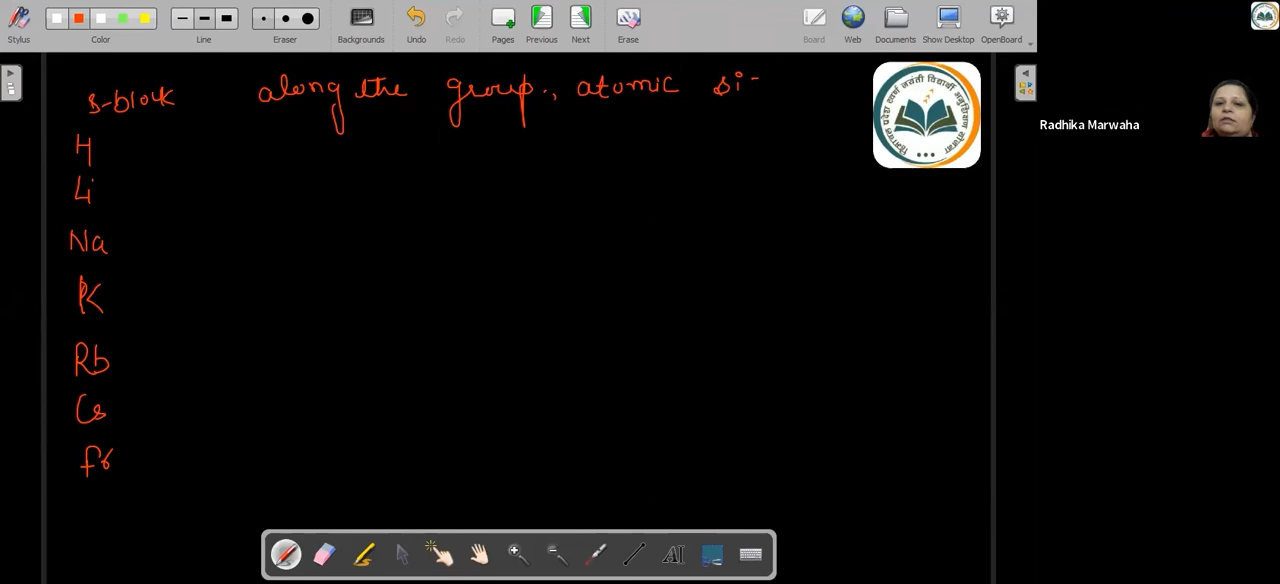 Stylus
Color
Line
Eraser
Backgrounds
Undo
Redo
Pages
Previous
Next
Erase
Board
Web
Documents
Show Desktop
OpenBoard
s-block along the group., atomic si
H
Li
Na
K
Rb
Cs
fr
Radhika Marwaha
AI